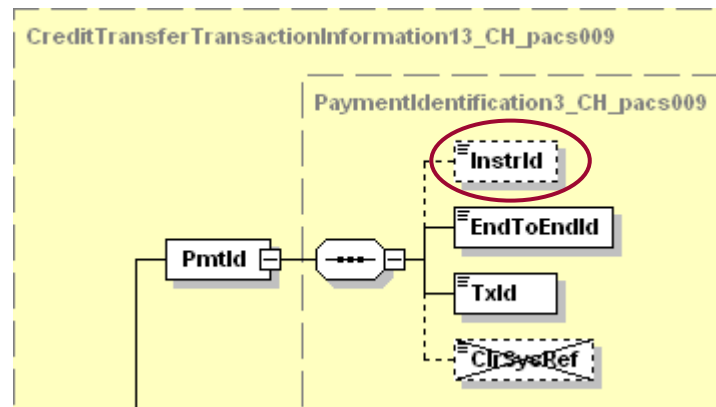 CreditTransferTransactionInformation13_CH_pacs009
PaymentIdentification3_CH_pacs009
InstrId
EndToEndId
PmtId
TxId
ClrSysRef